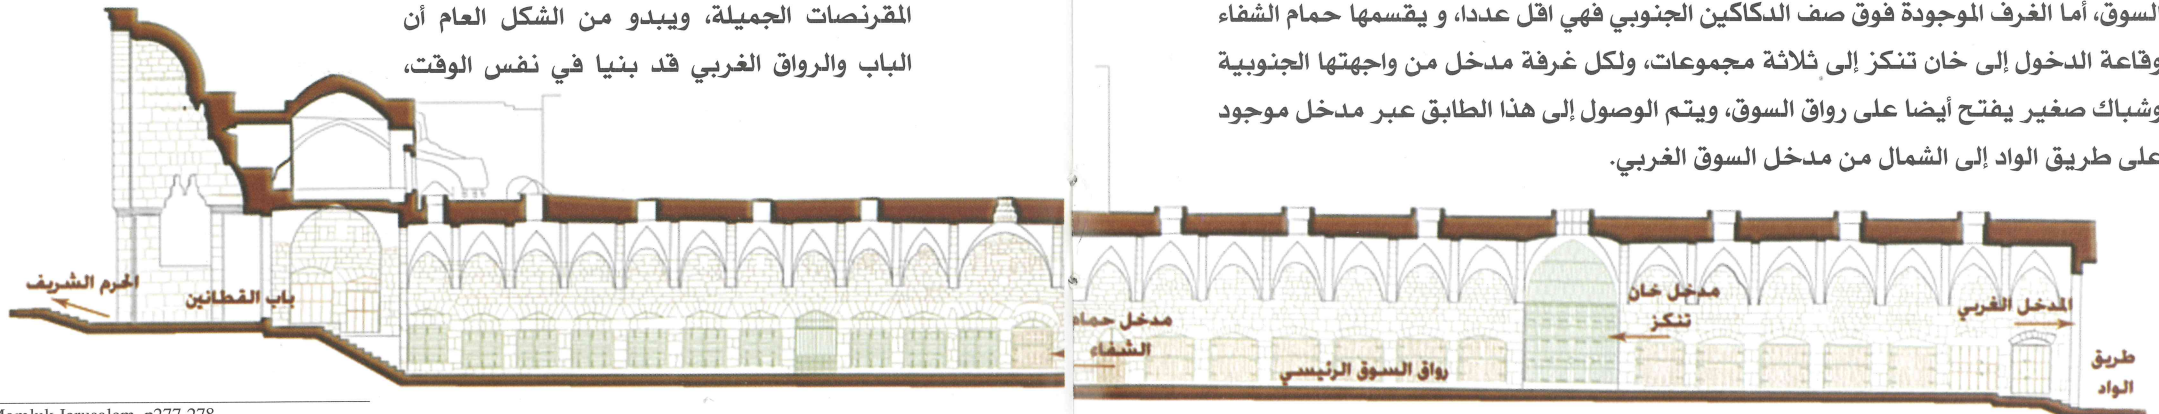 السوق، أما الغرف الموجودة فوق صف الدكاكين الجنوبي فهي اقل عددا، و يقسمها حمام الشفاء
وقاعة الدخول إلى خان تنكز إلى ثلاثة مجموعات، ولكل غرفة مدخل من واجهتها الجنوبية
وشباك صغير يفتح أيضا على رواق السوق، ويتم الوصول إلى هذا الطابق عبر مدخل موجود
على طريق الواد إلى الشمال من مدخل السوق الغربي.
المقرنصات الجميلة، ويبدو من الشكل العام أن
الباب والرواق الغربي قد بنيا في نفس الوقت،
المدخل الغربي
طريق
الواد
مدخل خان
تنكز
رواق السوق الرئيسي
مدخل حمام
الشفاء
باب القطانين
الحرم الشريف
Mamluk Jerusalem, p277-278